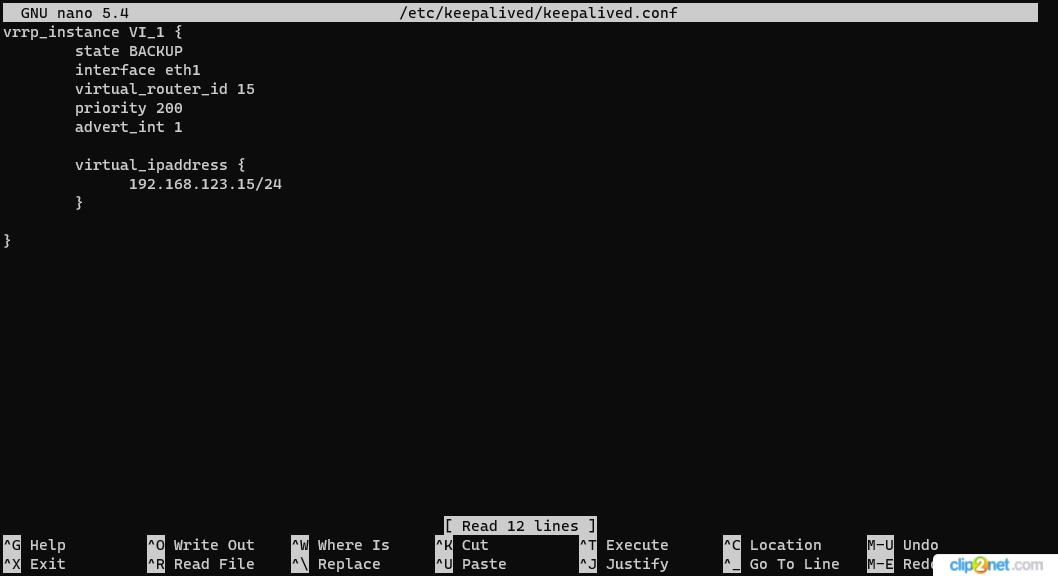 GNU nano 5.4 /etc/keepalived/keepalived.conf
vrrp_instance VI_1 {
state BACKUP
interface eth1
virtual_router_id 15
priority 200
advert_int 1
virtual_ipaddress {
192.168.123.15/24
}
}
[ Read 12 lines ]
^G Help ^O Write Out ^W Where Is ^K Cut ^T Execute ^C Location M-U Undo
^X Exit ^R Read File ^\ Replace ^U Paste ^J Justify ^_ Go To Line M-E Redo
clip2net.com